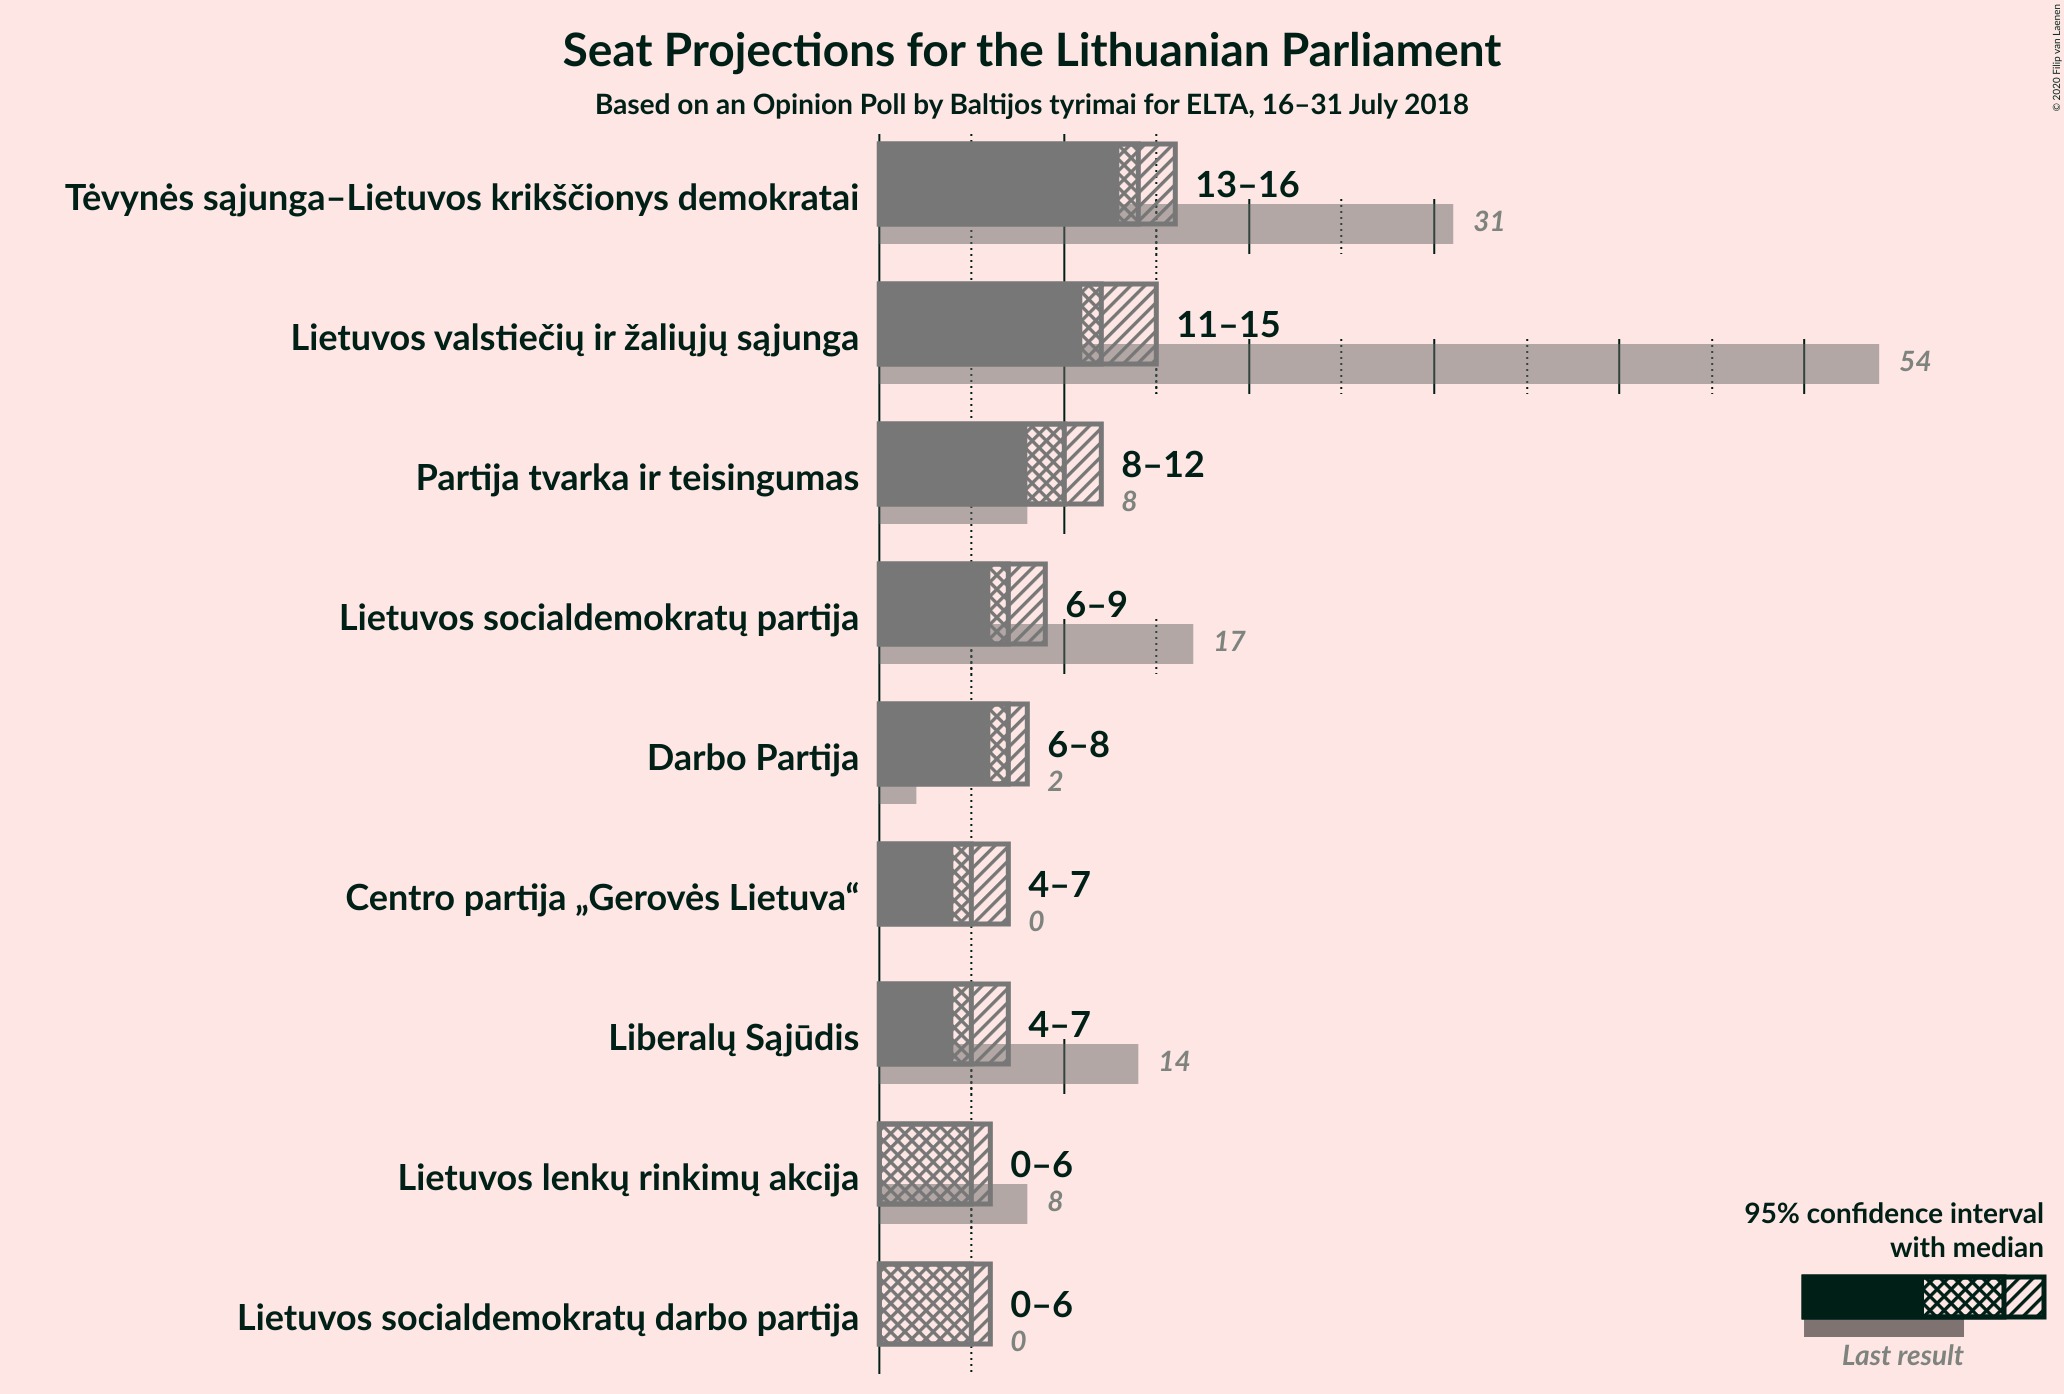 Seat Projections for the Lithuanian Parliament
Based on an Opinion Poll by Baltijos tyrimai for ELTA, 16–31 July 2018
© 2020 Filip van Laenen
Tėvynės sąjunga–Lietuvos krikščionys demokratai
13–16
31
Lietuvos valstiečių ir žaliųjų sąjunga
11–15
54
Partija tvarka ir teisingumas
8–12
8
Lietuvos socialdemokratų partija
6–9
17
Darbo Partija
6–8
2
Centro partija „Gerovės Lietuva“
4–7
0
Liberalų Sąjūdis
4–7
14
Lietuvos lenkų rinkimų akcija
0–6
8
Lietuvos socialdemokratų darbo partija
0–6
0
95% confidence interval
with median
Last result